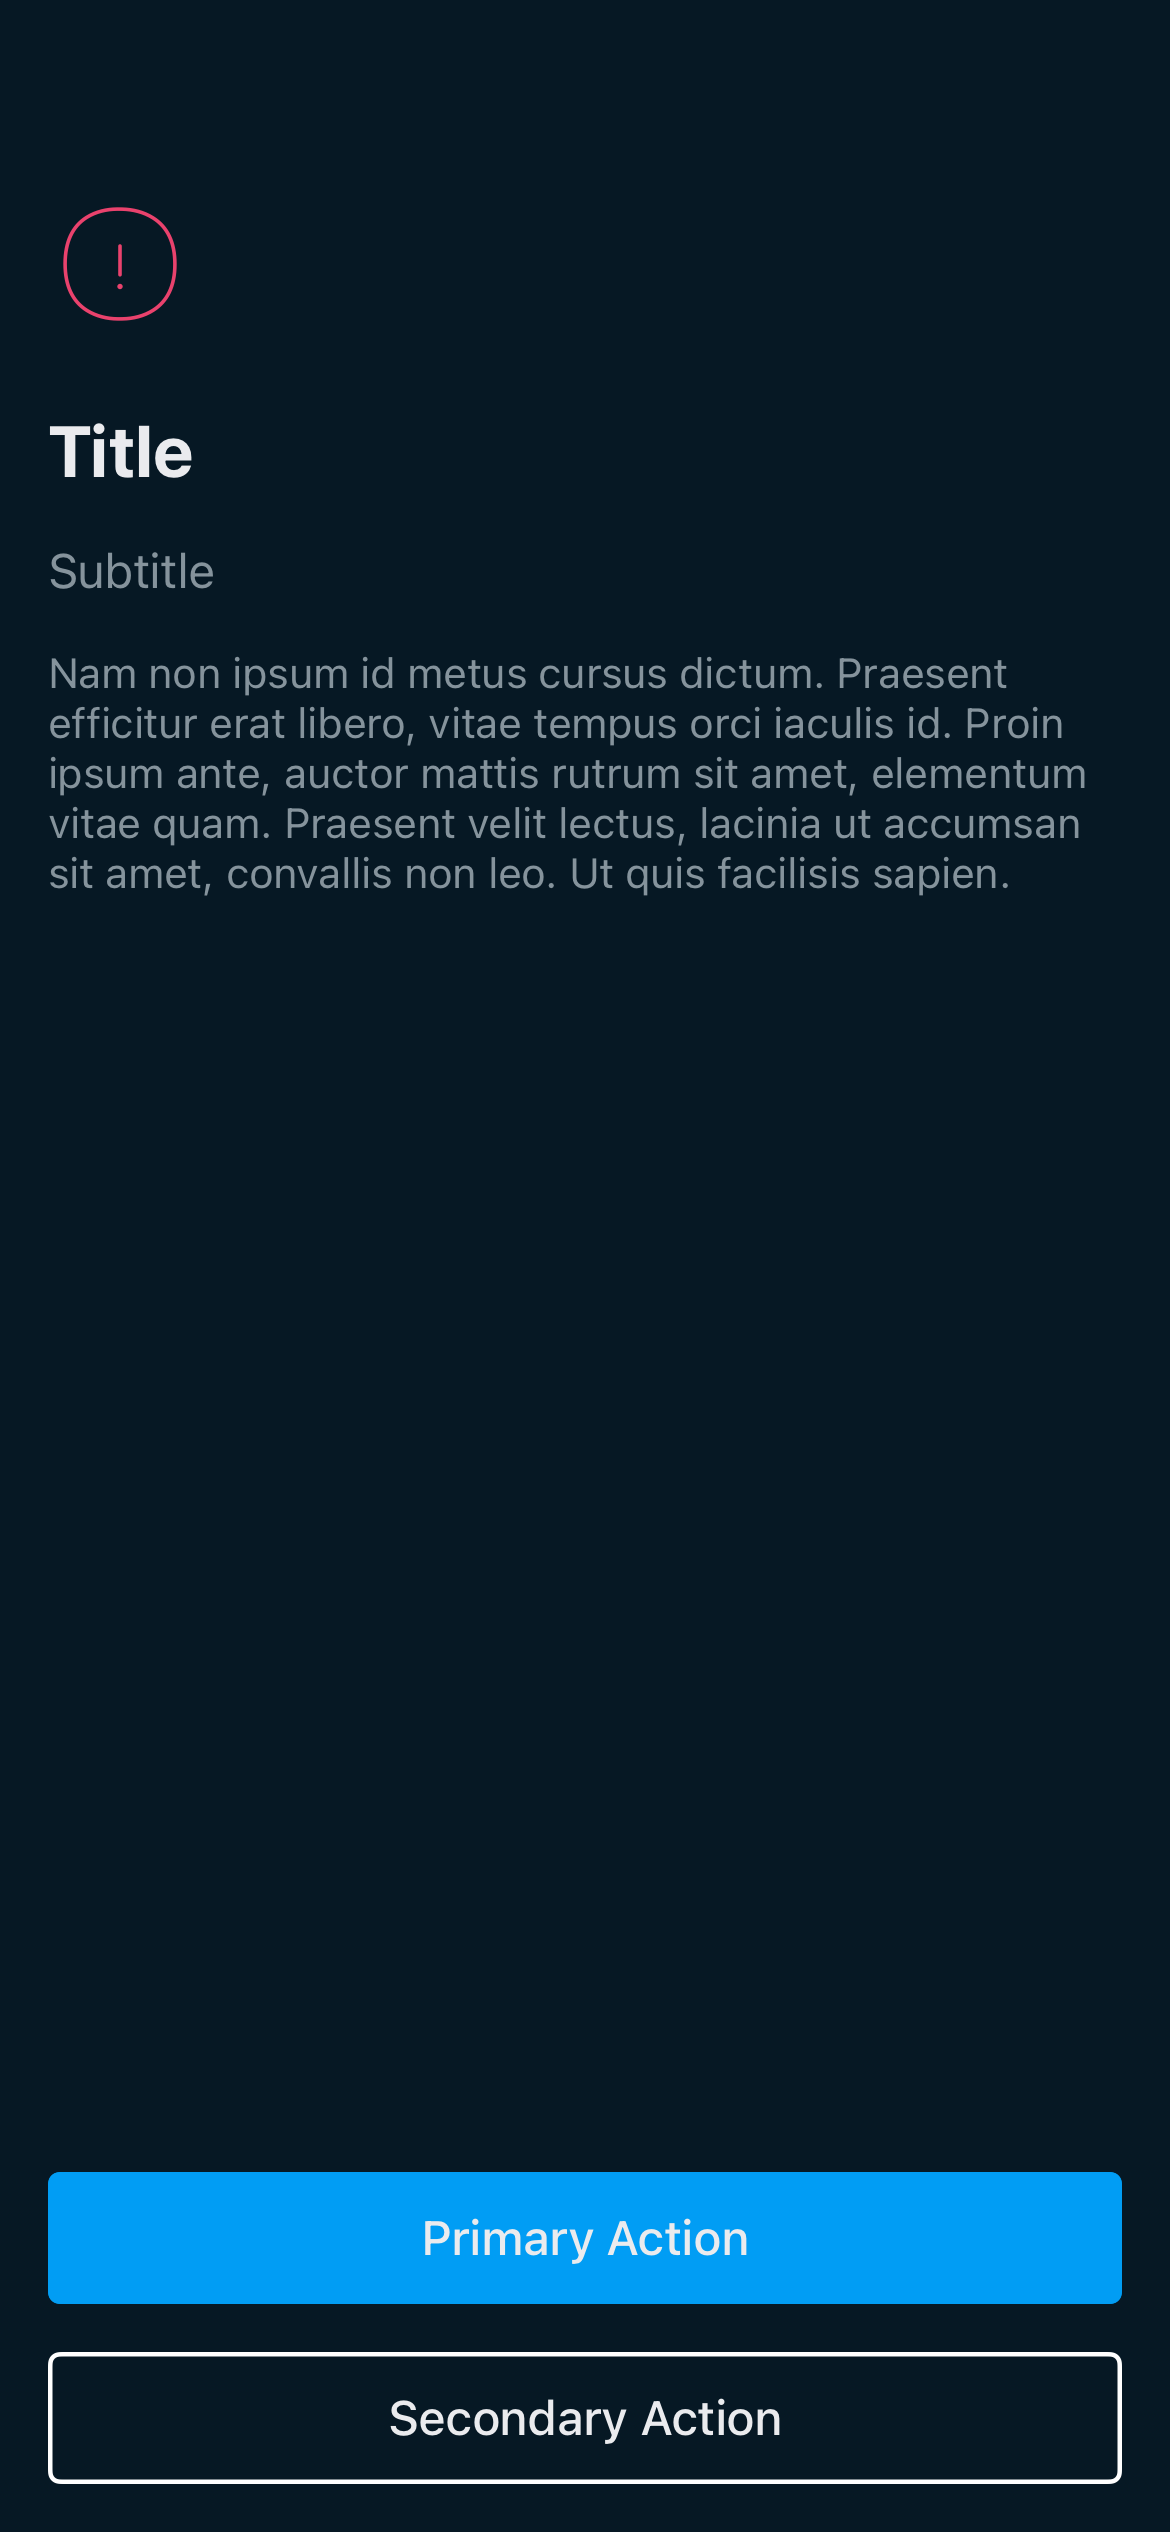 !
Title
Subtitle
Nam non ipsum id metus cursus dictum. Praesent
efficitur erat libero, vitae tempus orci iaculis id. Proin
ipsum ante, auctor mattis rutrum sit amet, elementum
vitae quam. Praesent velit lectus, lacinia ut accumsan
sit amet, convallis non leo. Ut quis facilisis sapien.
Primary Action
Secondary Action